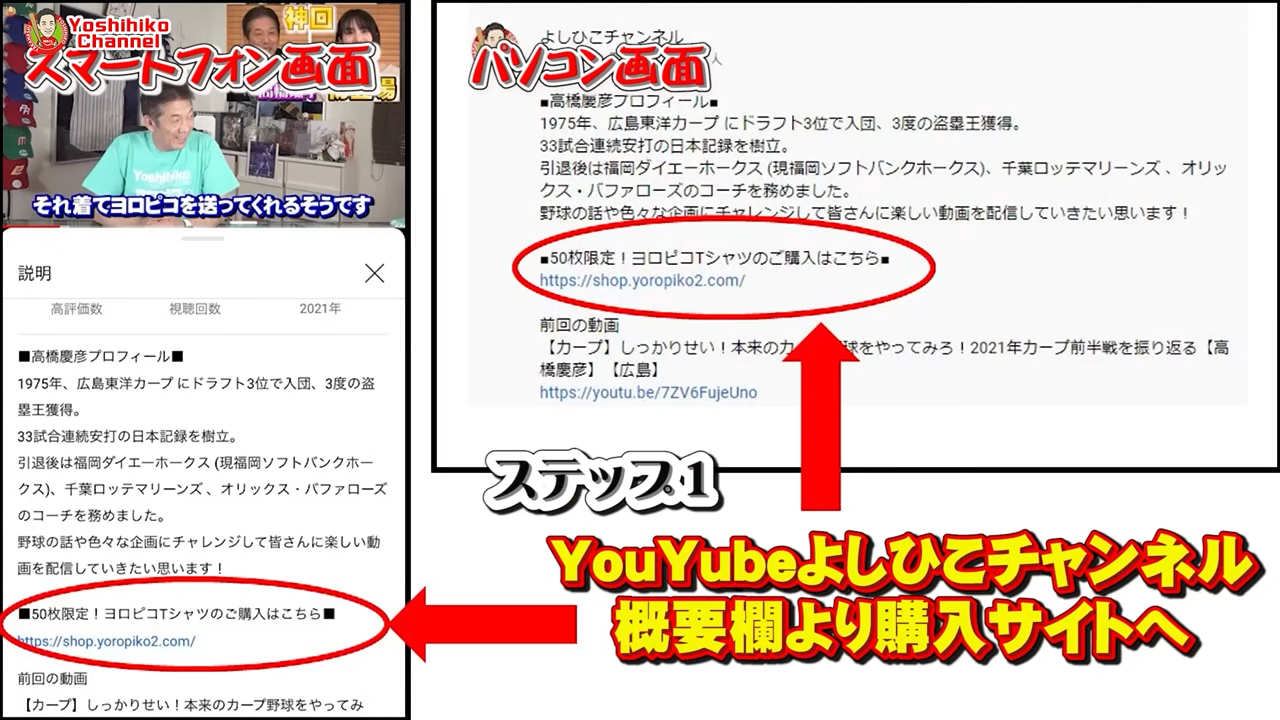 Yoshihiko
Channel
神回
スマートフォン画面
Yoshihiko
それ着てヨロピコを送ってくれるそうです
説明
高評価数
視聴回数
2021年
■高橋慶彦プロフィール■
1975年、広島東洋カープ にドラフト3位で入団、3度の盗
塁王獲得。
33試合連続安打の日本記録を樹立。
引退後は福岡ダイエーホークス (現福岡ソフトバンクホー
クス)、千葉ロッテマリーンズ 、オリックス・バファローズ
のコーチを務めました。
野球の話や色々な企画にチャレンジして皆さんに楽しい動
画を配信していきたい思います！
■50枚限定！ヨロピコTシャツのご購入はこちら■
https://shop.yoropiko2.com/
前回の動画
【カープ】しっかりせい！本来のカープ野球をやってみ
よしひこチャンネル
人
パソコン画面
■高橋慶彦プロフィール■
1975年、広島東洋カープ にドラフト3位で入団、3度の盗塁王獲得。
33試合連続安打の日本記録を樹立。
引退後は福岡ダイエーホークス (現福岡ソフトバンクホークス)、千葉ロッテマリーンズ 、オリッ
クス・バファローズのコーチを務めました。
野球の話や色々な企画にチャレンジして皆さんに楽しい動画を配信していきたい思います！
■50枚限定！ヨロピコTシャツのご購入はこちら■
https://shop.yoropiko2.com/
前回の動画
【カープ】しっかりせい！本来のカ 球をやってみろ！2021年カープ前半戦を振り返る【高
橋慶彦】【広島】
https://youtu.be/7ZV6FujeUno
ステップ1
YouYubeよしひこチャンネル
概要欄より購入サイトへ